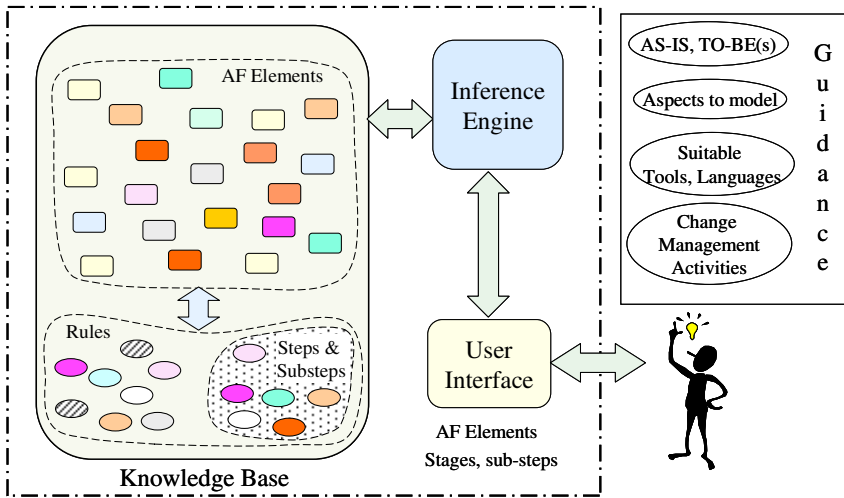 AF Elements
Rules
Steps &
Substeps
Knowledge Base
Inference
Engine
User
Interface
AF Elements
Stages, sub-steps
AS-IS, TO-BE(s)
Aspects to model
Suitable
Tools, Languages
Change
Management
Activities
Guidance